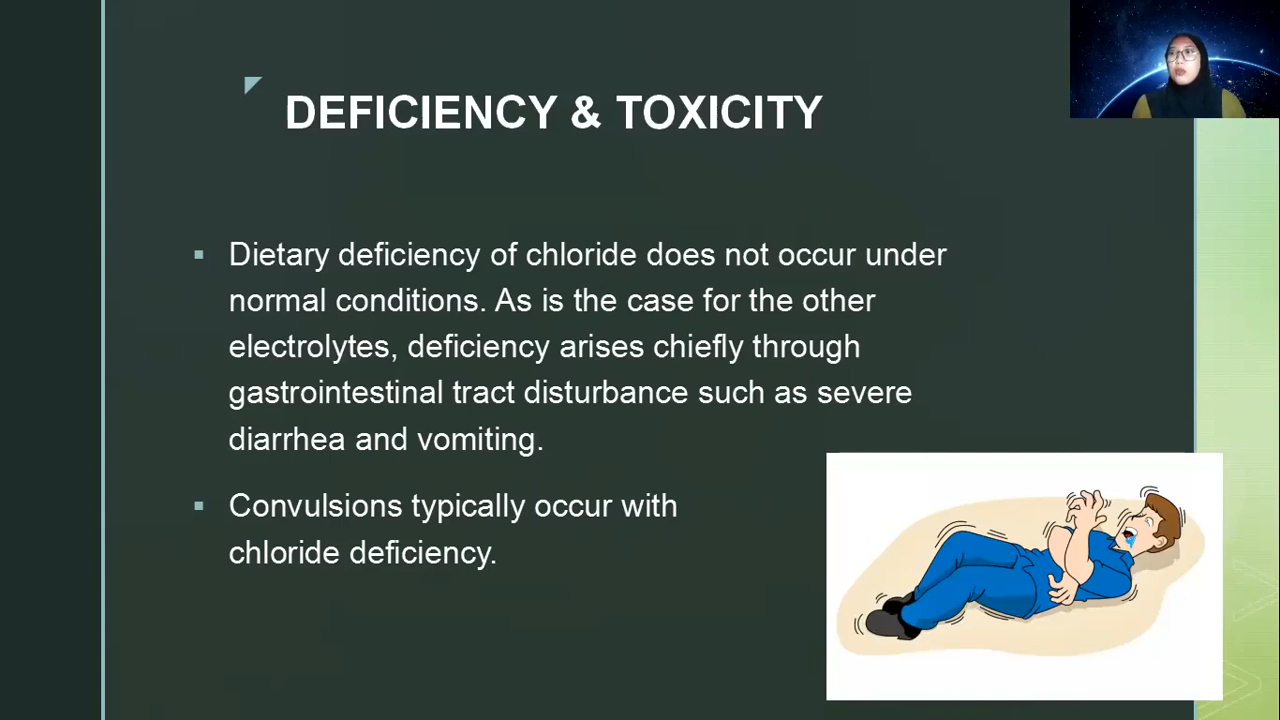 DEFICIENCY & TOXICITY
Dietary deficiency of chloride does not occur under
normal conditions. As is the case for the other
electrolytes, deficiency arises chiefly through
gastrointestinal tract disturbance such as severe
diarrhea and vomiting.
Convulsions typically occur with
chloride deficiency.